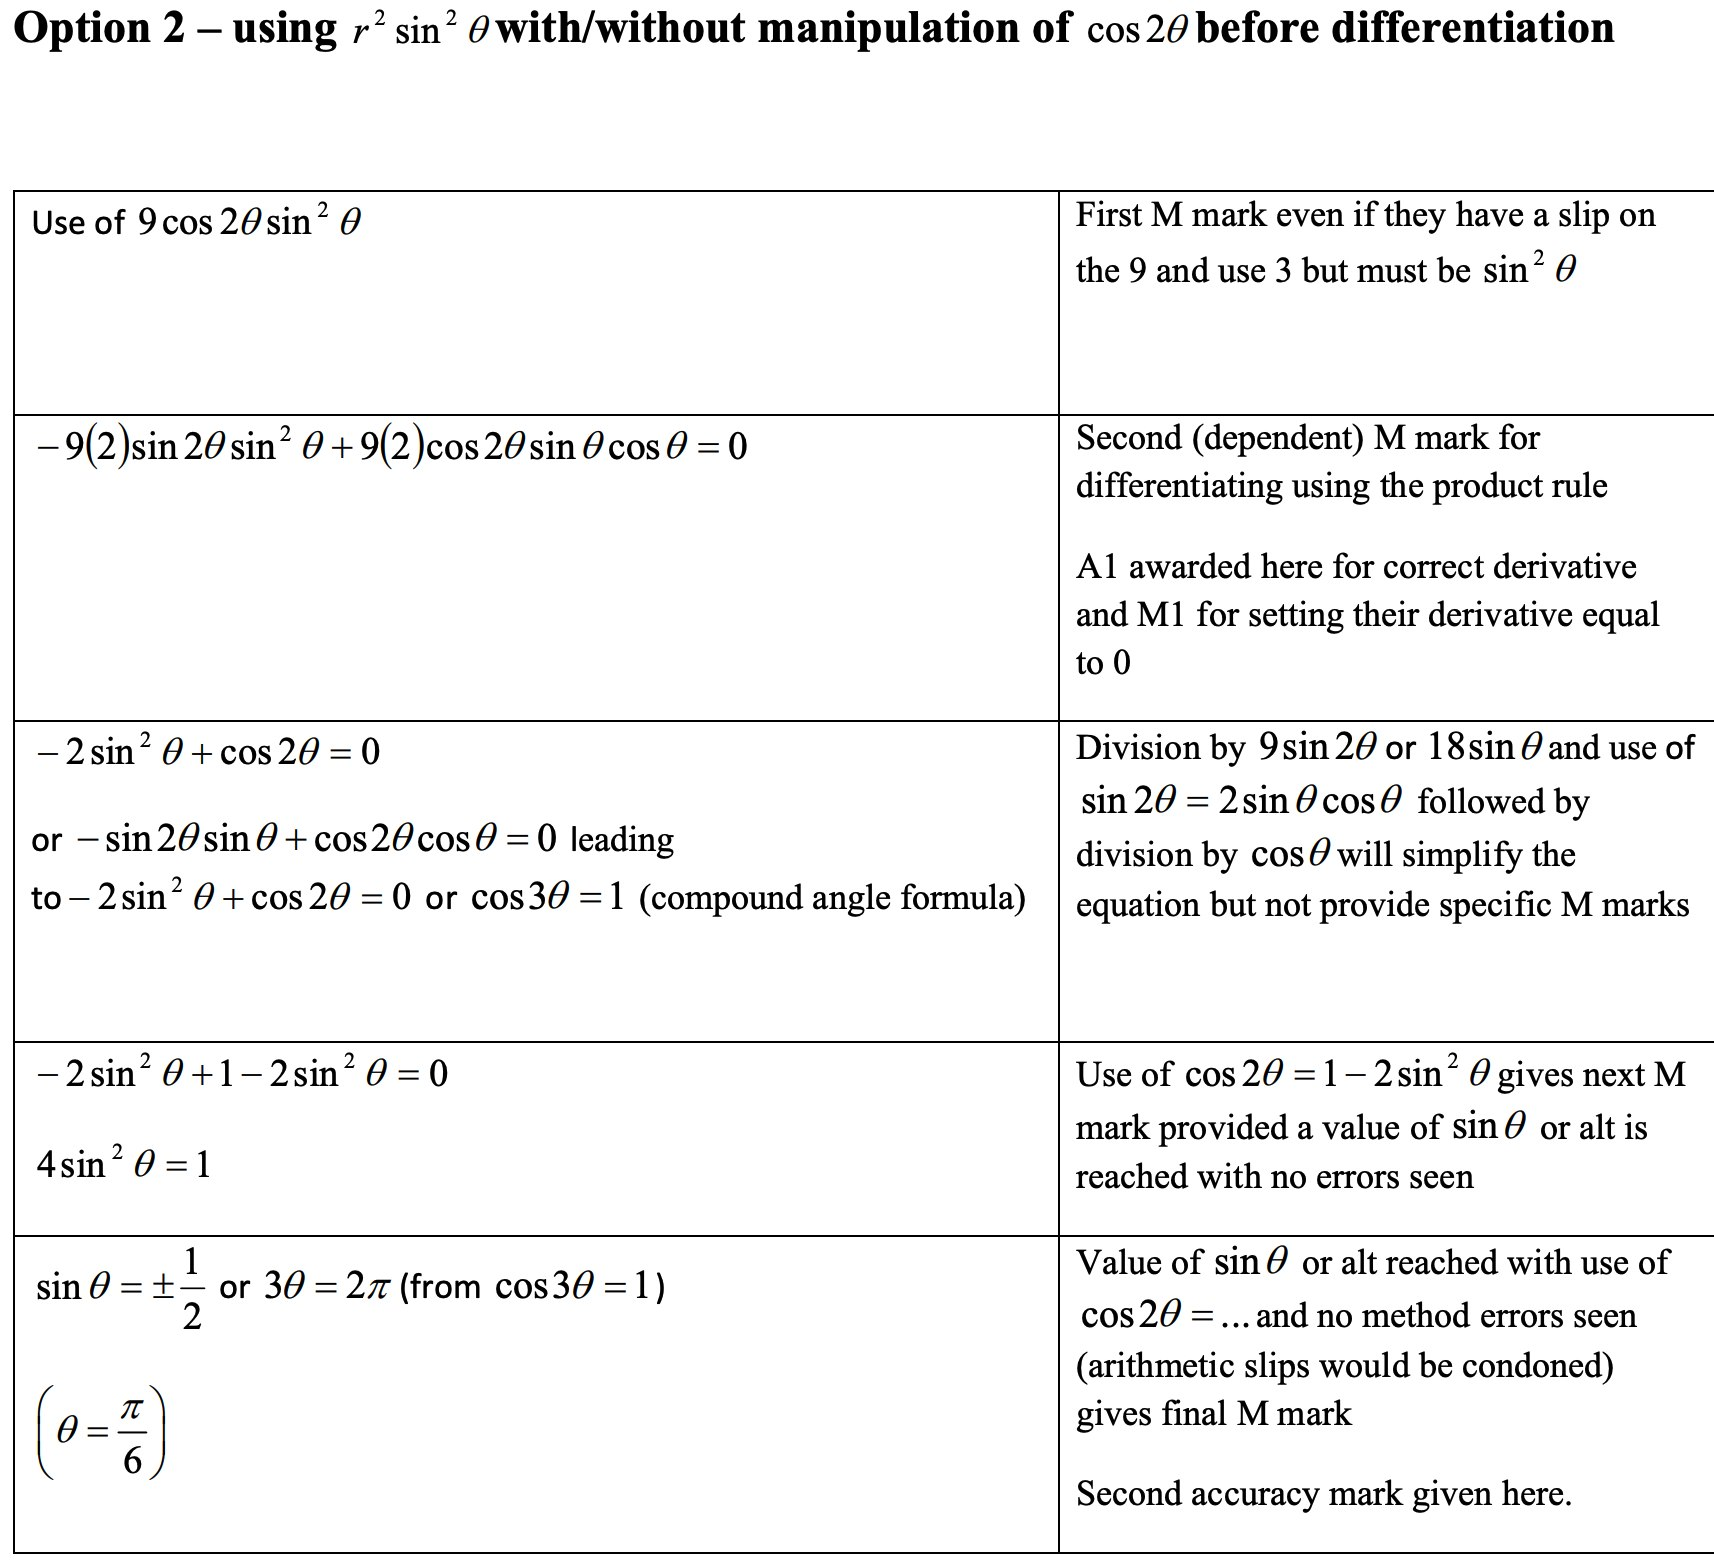 Option 2 – using r² sin² θ with/without manipulation of cos 2θ before differentiation
Use of 9 cos 2θ sin² θ
First M mark even if they have a slip on
the 9 and use 3 but must be sin² θ
– 9(2)sin 2θ sin² θ + 9(2)cos 2θ sin θ cos θ = 0
Second (dependent) M mark for
differentiating using the product rule
A1 awarded here for correct derivative
and M1 for setting their derivative equal
to 0
– 2 sin² θ + cos 2θ = 0
or – sin 2θ sin θ + cos 2θ cos θ = 0 leading
to – 2 sin² θ + cos 2θ = 0 or cos 3θ = 1 (compound angle formula)
Division by 9 sin 2θ or 18 sin θ and use of
sin 2θ = 2 sin θ cos θ followed by
division by cos θ will simplify the
equation but not provide specific M marks
– 2 sin² θ + 1 – 2 sin² θ = 0
4 sin² θ = 1
Use of cos 2θ = 1 – 2 sin² θ gives next M
mark provided a value of sin θ or alt is
reached with no errors seen
sin θ = ± 1/2 or 3θ = 2π (from cos 3θ = 1)
(θ = π/6)
Value of sin θ or alt reached with use of
cos 2θ = ... and no method errors seen
(arithmetic slips would be condoned)
gives final M mark
Second accuracy mark given here.